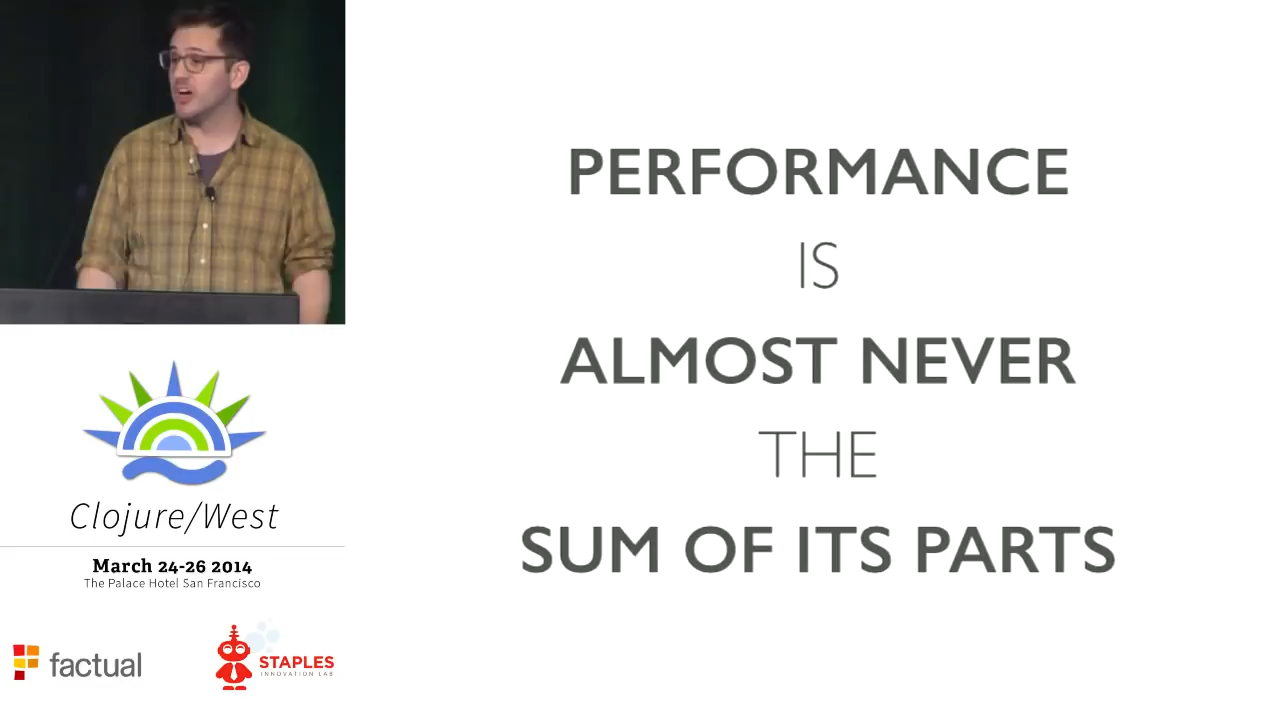 PERFORMANCE
IS
ALMOST NEVER
THE
SUM OF ITS PARTS
Clojure/West
March 24-26 2014
The Palace Hotel San Francisco
factual
STAPLES
INNOVATION LAB